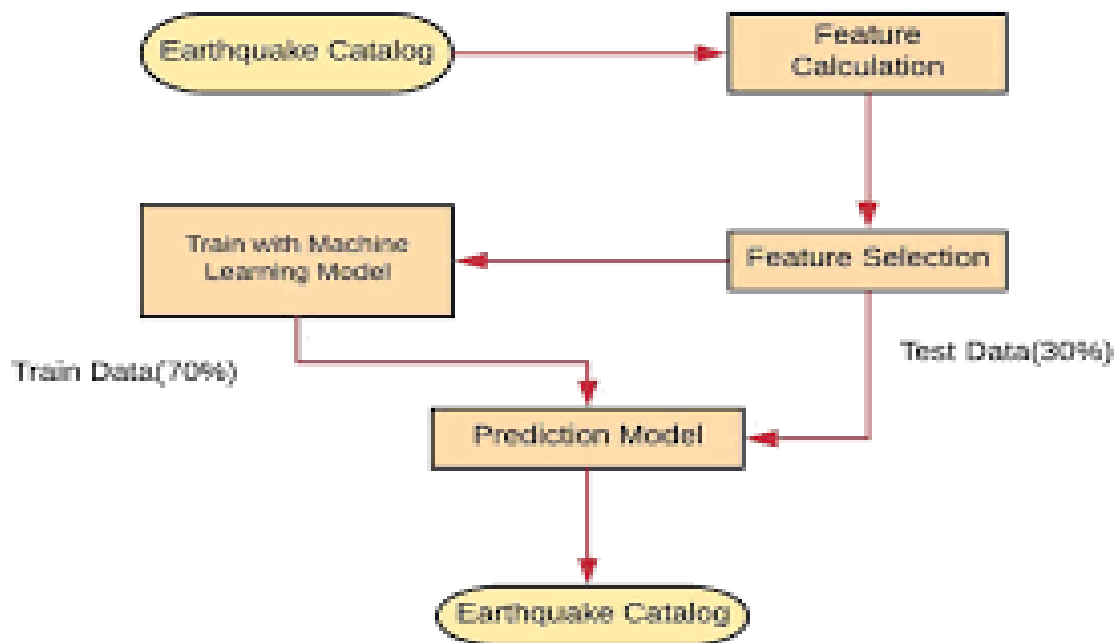 Earthquake Catalog
Feature
Calculation
Train with Machine
Learning Model
Feature Selection
Train Data(70%)
Test Data(30%)
Prediction Model
Earthquake Catalog